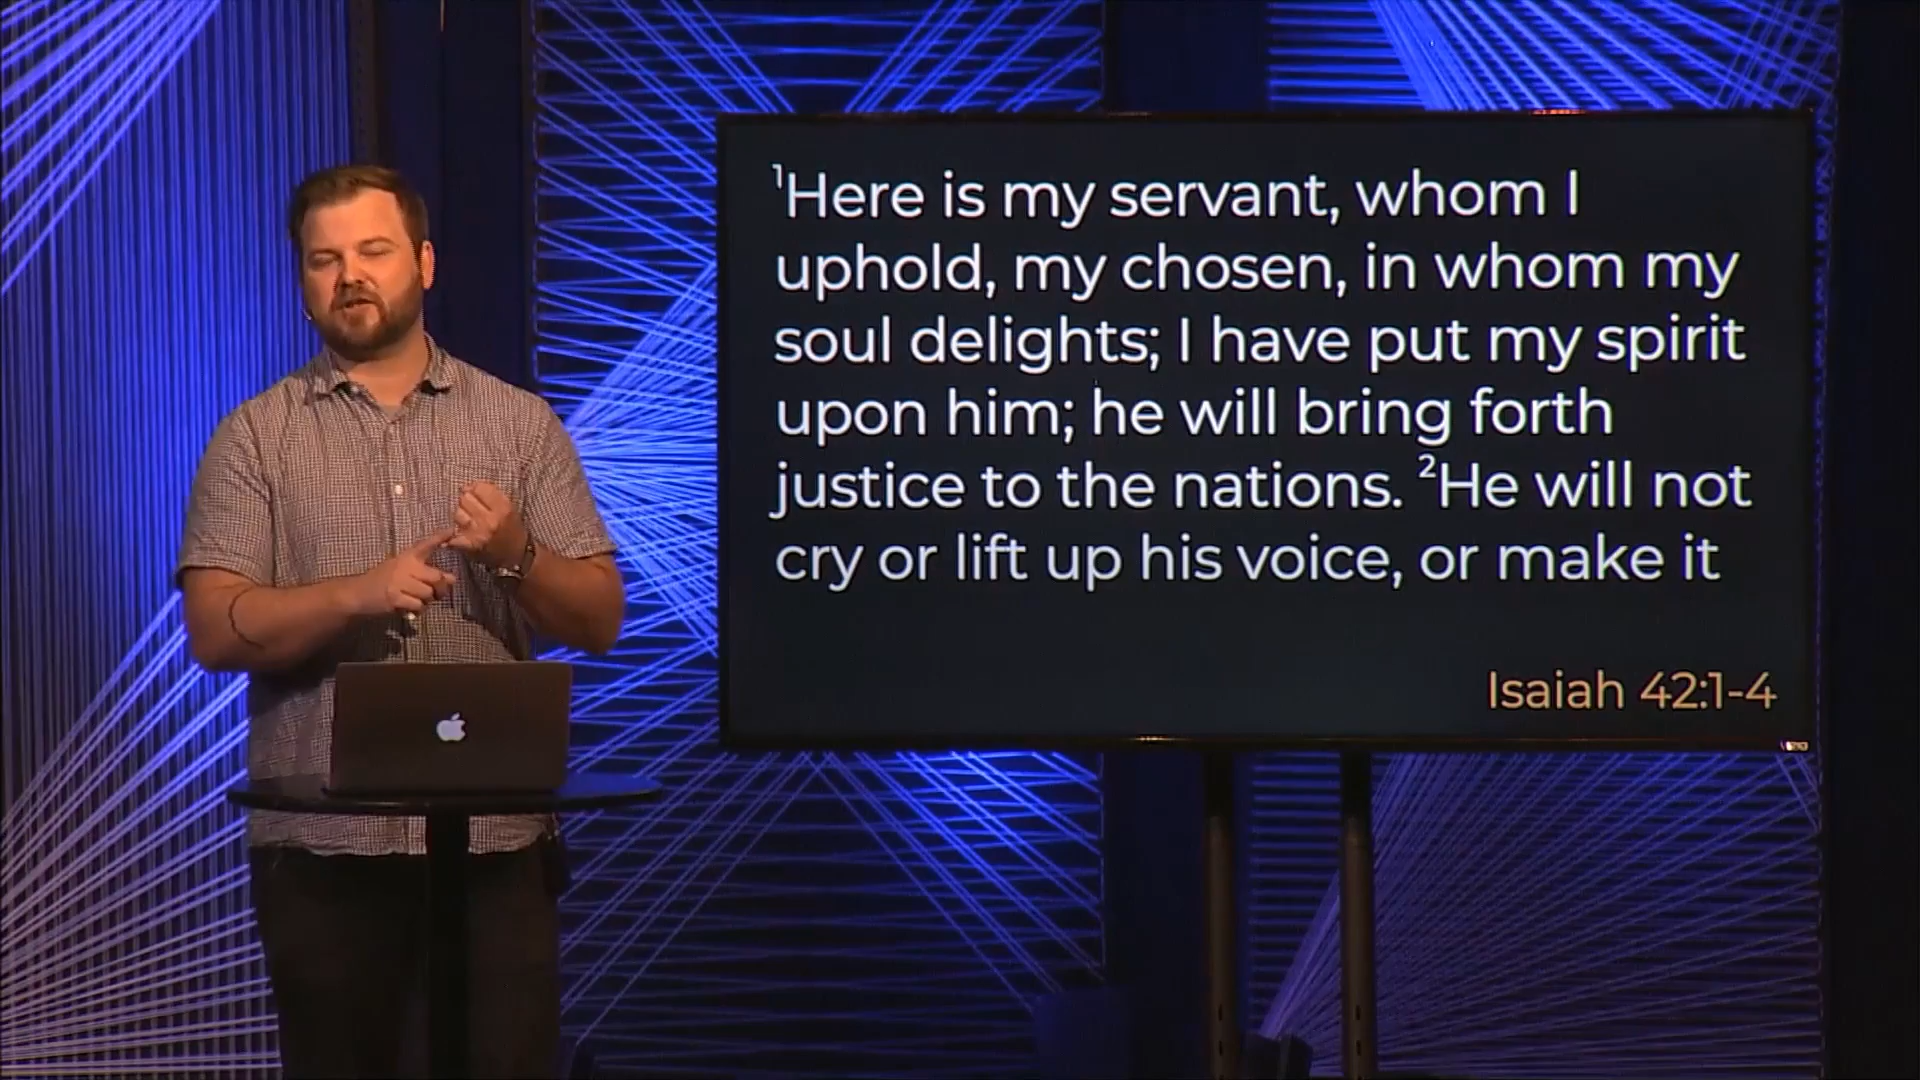 ¹Here is my servant, whom I
uphold, my chosen, in whom my
soul delights; I have put my spirit
upon him; he will bring forth
justice to the nations. ²He will not
cry or lift up his voice, or make it
Isaiah 42:1-4